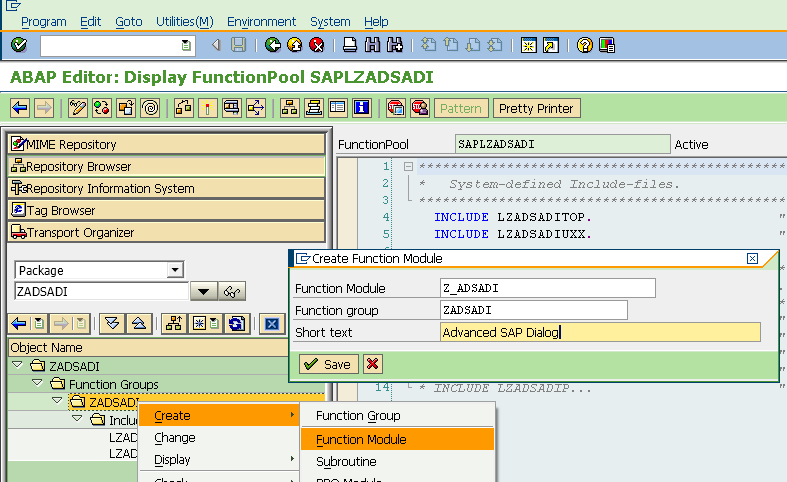 Program Edit Goto Utilities(M) Environment System Help
ABAP Editor: Display FunctionPool SAPLZADSADI
Pattern Pretty Printer
MIME Repository
Repository Browser
Repository Information System
Tag Browser
Transport Organizer
Package
ZADSADI
Object Name
ZADSADI
Function Groups
ZADSADI
Inclu
LZAD
LZAD
FunctionPool SAPLZADSADI Active
1 ************************************************
2 * System-defined Include-files. *
3 ************************************************
4 INCLUDE LZADSADITOP. "
5 INCLUDE LZADSADIUXX. "
Create Function Module
Function Module Z_ADSADI
Function group ZADSADI
Short text Advanced SAP Dialog
Save
14 * INCLUDE LZADSADIP... "
Create
Change
Display
Check
Function Group
Function Module
Subroutine
PBO Module